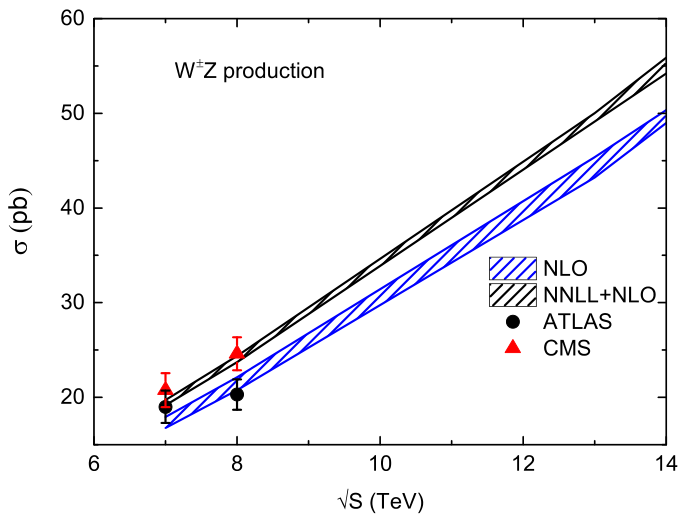 60
50
40
30
20
6
8
10
12
14
σ (pb)
√S (TeV)
W±Z production
NLO
NNLL+NLO
ATLAS
CMS